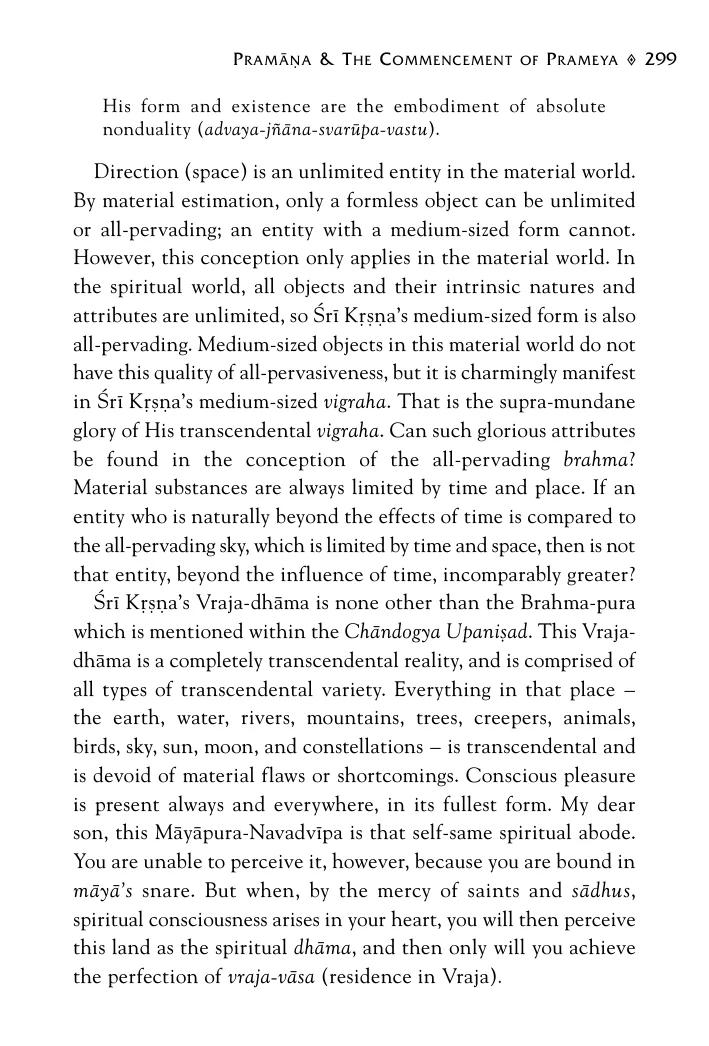 PRAMĀṆA & THE COMMENCEMENT OF PRAMEYA ◊ 299
His form and existence are the embodiment of absolute
nonduality (advaya-jñāna-svarūpa-vastu).
Direction (space) is an unlimited entity in the material world.
By material estimation, only a formless object can be unlimited
or all-pervading; an entity with a medium-sized form cannot.
However, this conception only applies in the material world. In
the spiritual world, all objects and their intrinsic natures and
attributes are unlimited, so Śrī Kṛṣṇa’s medium-sized form is also
all-pervading. Medium-sized objects in this material world do not
have this quality of all-pervasiveness, but it is charmingly manifest
in Śrī Kṛṣṇa’s medium-sized vigraha. That is the supra-mundane
glory of His transcendental vigraha. Can such glorious attributes
be found in the conception of the all-pervading brahma?
Material substances are always limited by time and place. If an
entity who is naturally beyond the effects of time is compared to
the all-pervading sky, which is limited by time and space, then is not
that entity, beyond the influence of time, incomparably greater?
Śrī Kṛṣṇa’s Vraja-dhāma is none other than the Brahma-pura
which is mentioned within the Chāndogya Upaniṣad. This Vraja-
dhāma is a completely transcendental reality, and is comprised of
all types of transcendental variety. Everything in that place –
the earth, water, rivers, mountains, trees, creepers, animals,
birds, sky, sun, moon, and constellations – is transcendental and
is devoid of material flaws or shortcomings. Conscious pleasure
is present always and everywhere, in its fullest form. My dear
son, this Māyāpura-Navadvīpa is that self-same spiritual abode.
You are unable to perceive it, however, because you are bound in
māyā’s snare. But when, by the mercy of saints and sādhus,
spiritual consciousness arises in your heart, you will then perceive
this land as the spiritual dhāma, and then only will you achieve
the perfection of vraja-vāsa (residence in Vraja).